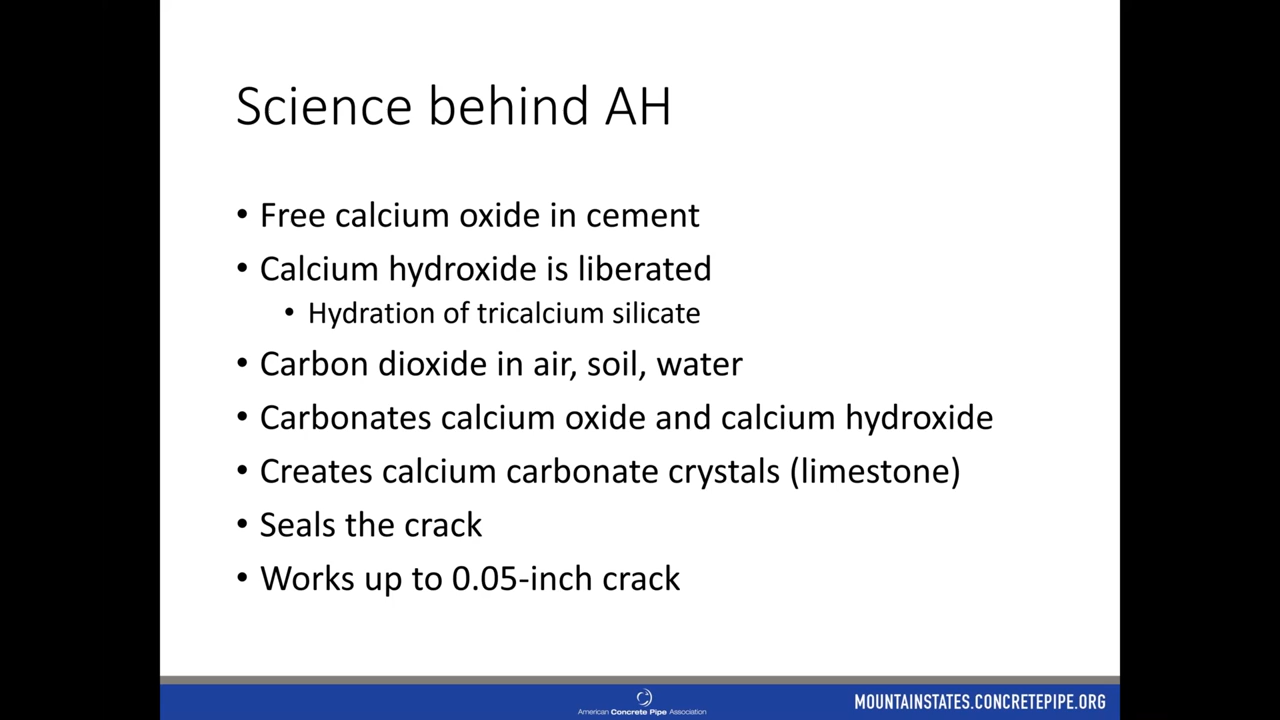 Science behind AH
• Free calcium oxide in cement
• Calcium hydroxide is liberated
• Hydration of tricalcium silicate
• Carbon dioxide in air, soil, water
• Carbonates calcium oxide and calcium hydroxide
• Creates calcium carbonate crystals (limestone)
• Seals the crack
• Works up to 0.05-inch crack
American Concrete Pipe Association
MOUNTAINSTATES.CONCRETEPIPE.ORG